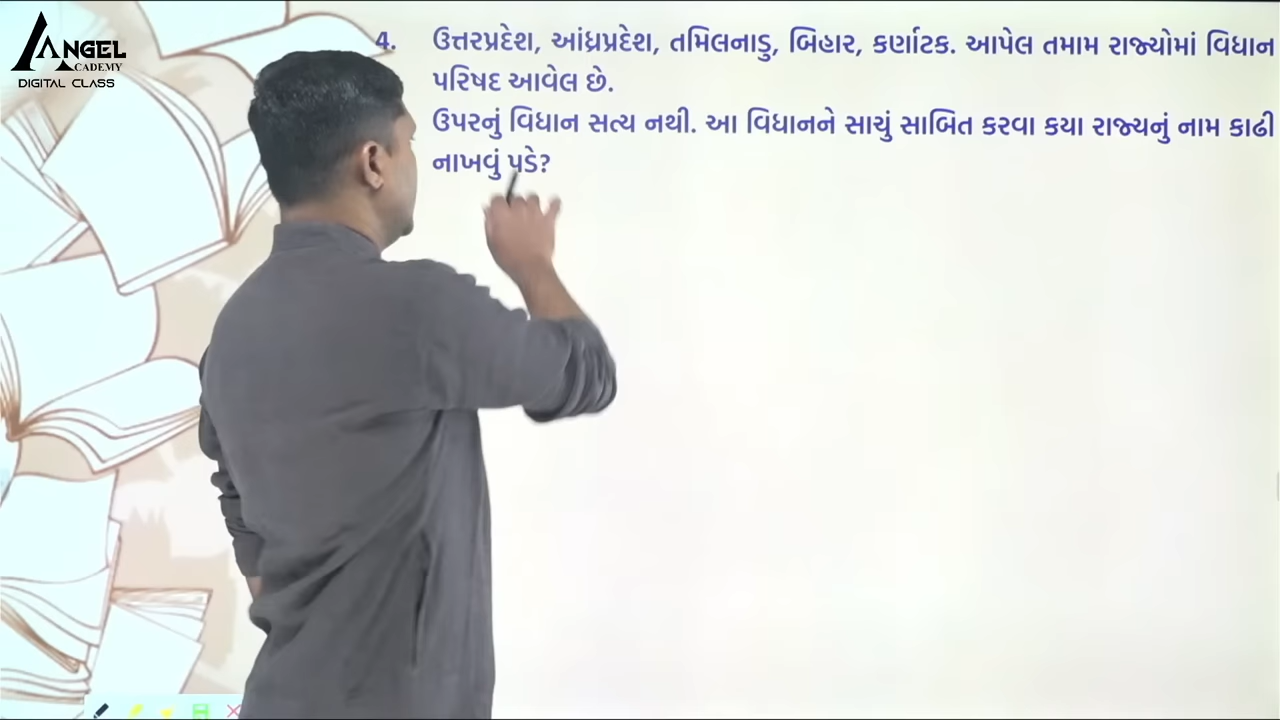 ANGEL
ACADEMY
DIGITAL CLASS
4. ઉત્તરપ્રદેશ, આંધ્રપ્રદેશ, તમિલનાડુ, બિહાર, કર્ણાટક. આપેલ તમામ રાજ્યોમાં વિધાન
પરિષદ આવેલ છે.
ઉપરનું વિધાન સત્ય નથી. આ વિધાનને સાચું સાબિત કરવા કયા રાજ્યનું નામ કાઢી
નાખવું પડે?